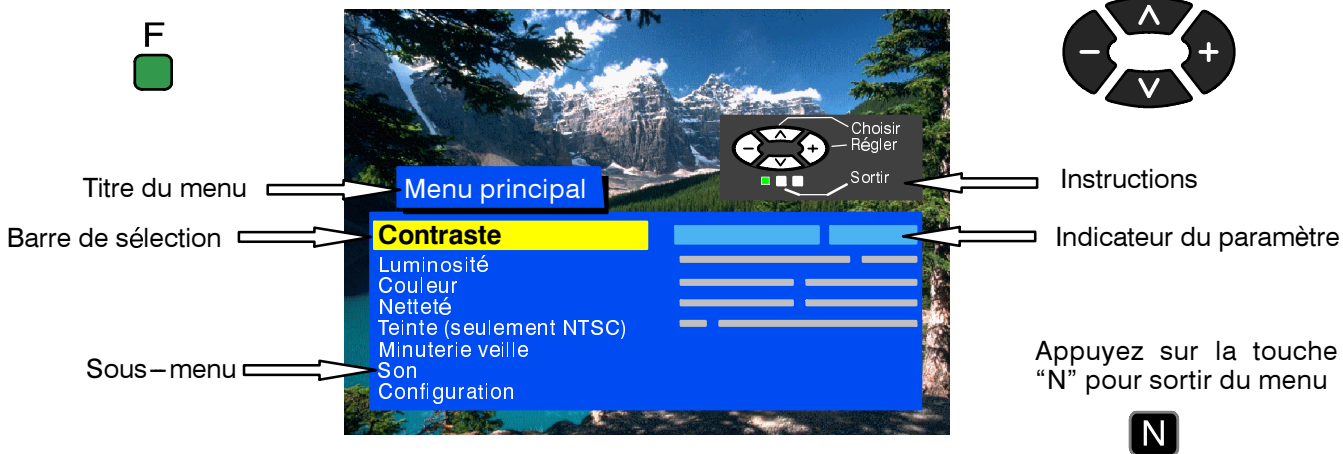 F
Choisir
Régler
Sortir
Titre du menu
Menu principal
Instructions
Barre de sélection
Contraste
Indicateur du paramètre
Luminosité
Couleur
Netteté
Teinte (seulement NTSC)
Minuterie veille
Sous-menu
Son
Configuration
Appuyez sur la touche
“N” pour sortir du menu
N